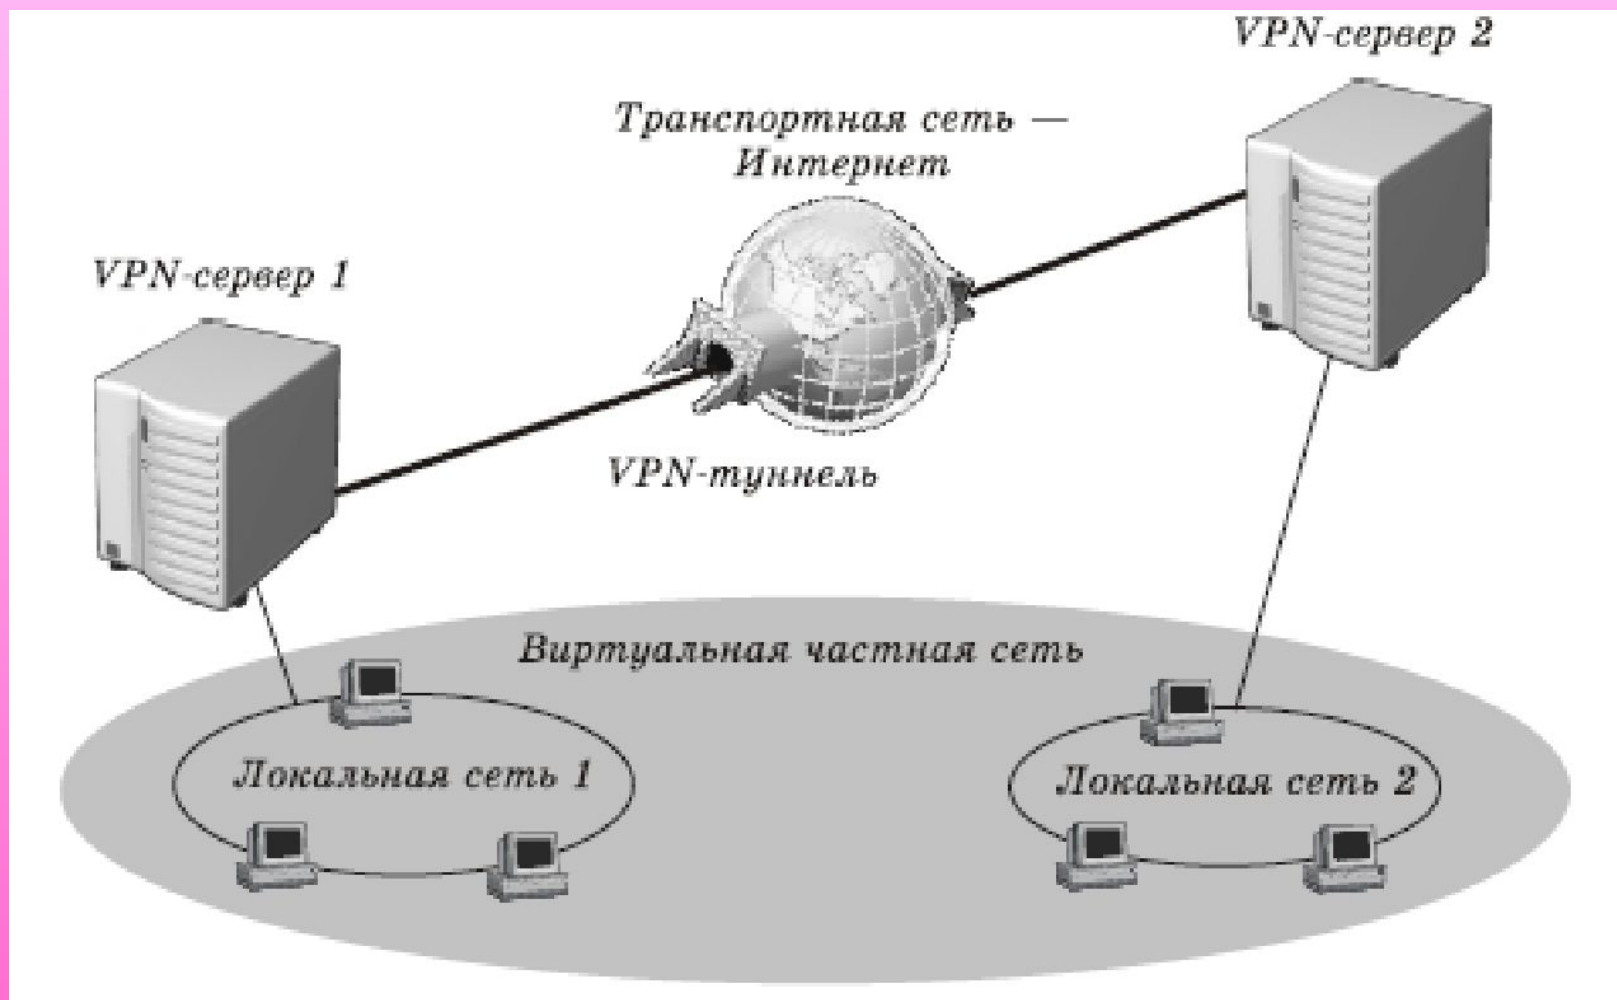 VPN-сервер 2
Транспортная сеть —
Интернет
VPN-сервер 1
VPN-туннель
Виртуальная частная сеть
Локальная сеть 1
Локальная сеть 2